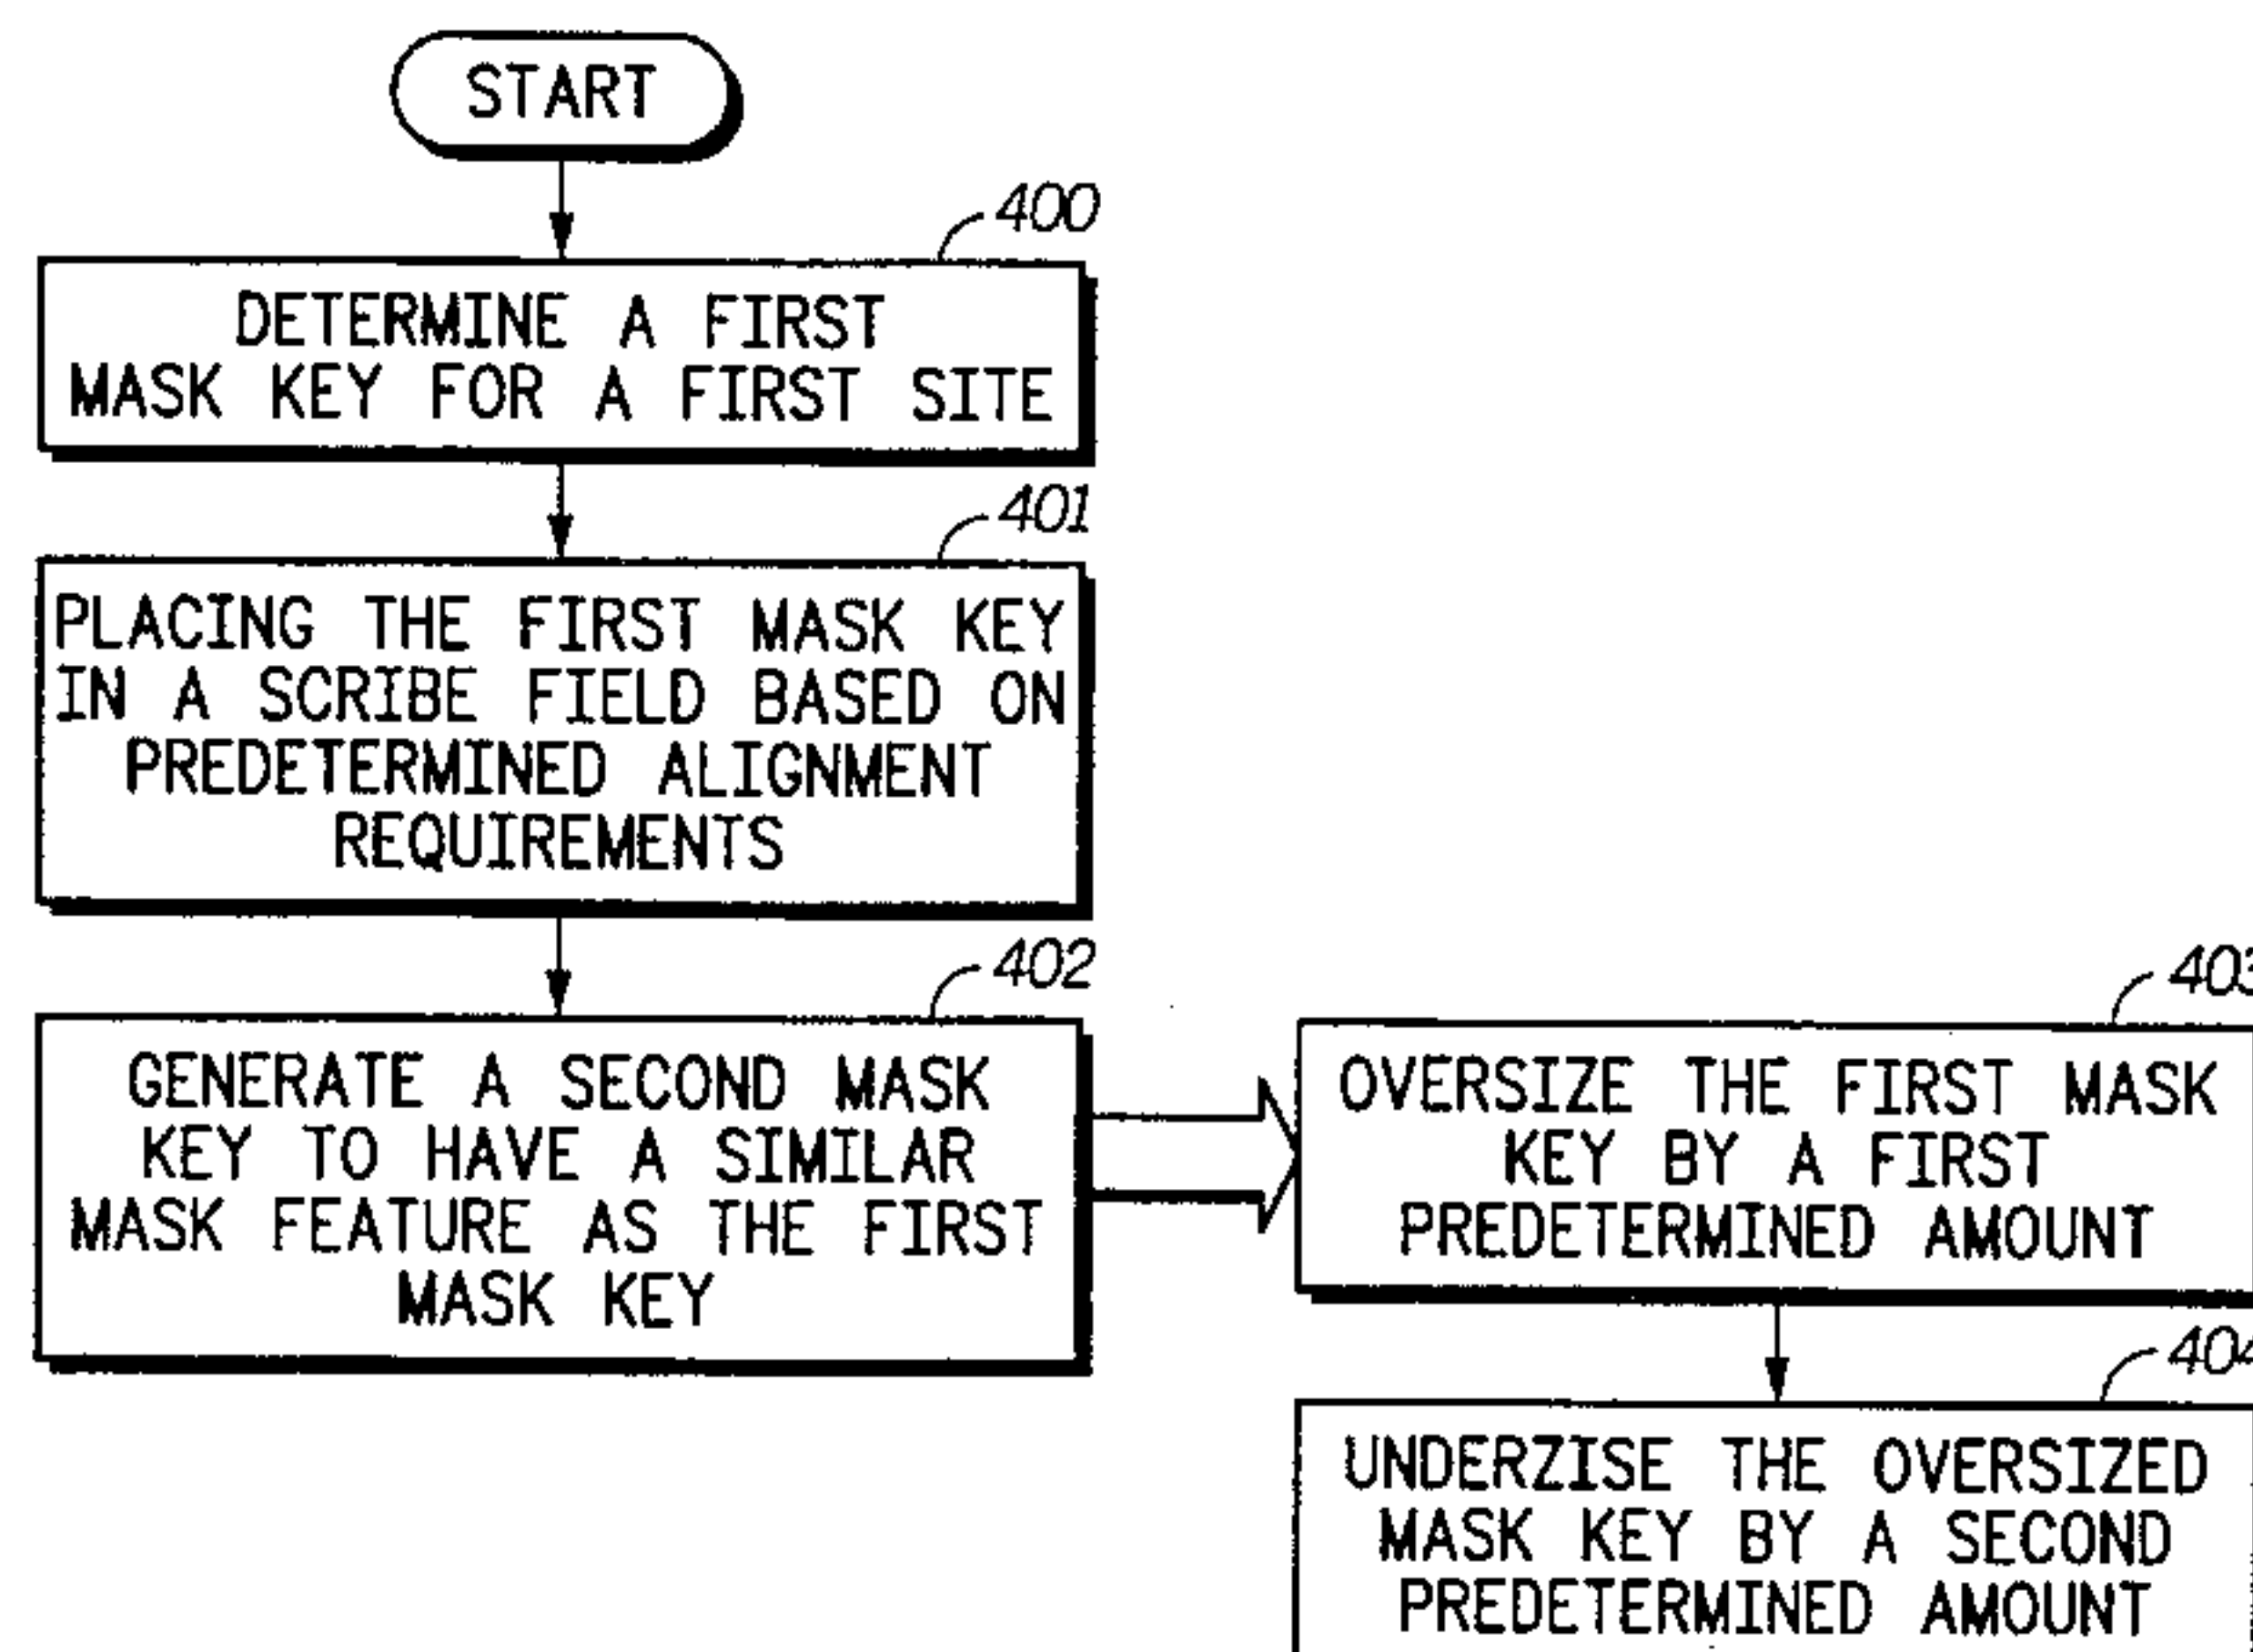 START
400
DETERMINE A FIRST
MASK KEY FOR A FIRST SITE
401
PLACING THE FIRST MASK KEY
IN A SCRIBE FIELD BASED ON
PREDETERMINED ALIGNMENT
REQUIREMENTS
402
GENERATE A SECOND MASK
KEY TO HAVE A SIMILAR
MASK FEATURE AS THE FIRST
MASK KEY
403
OVERSIZE THE FIRST MASK
KEY BY A FIRST
PREDETERMINED AMOUNT
404
UNDERZISE THE OVERSIZED
MASK KEY BY A SECOND
PREDETERMINED AMOUNT